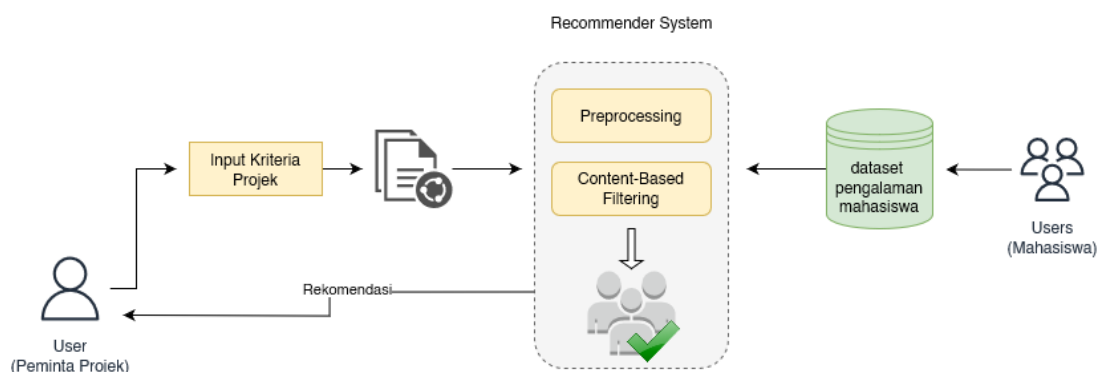 Recommender System
Preprocessing
Input Kriteria
Projek
Content-Based
Filtering
dataset
pengalaman
mahasiswa
Users
(Mahasiswa)
Rekomendasi
User
(Peminta Projek)